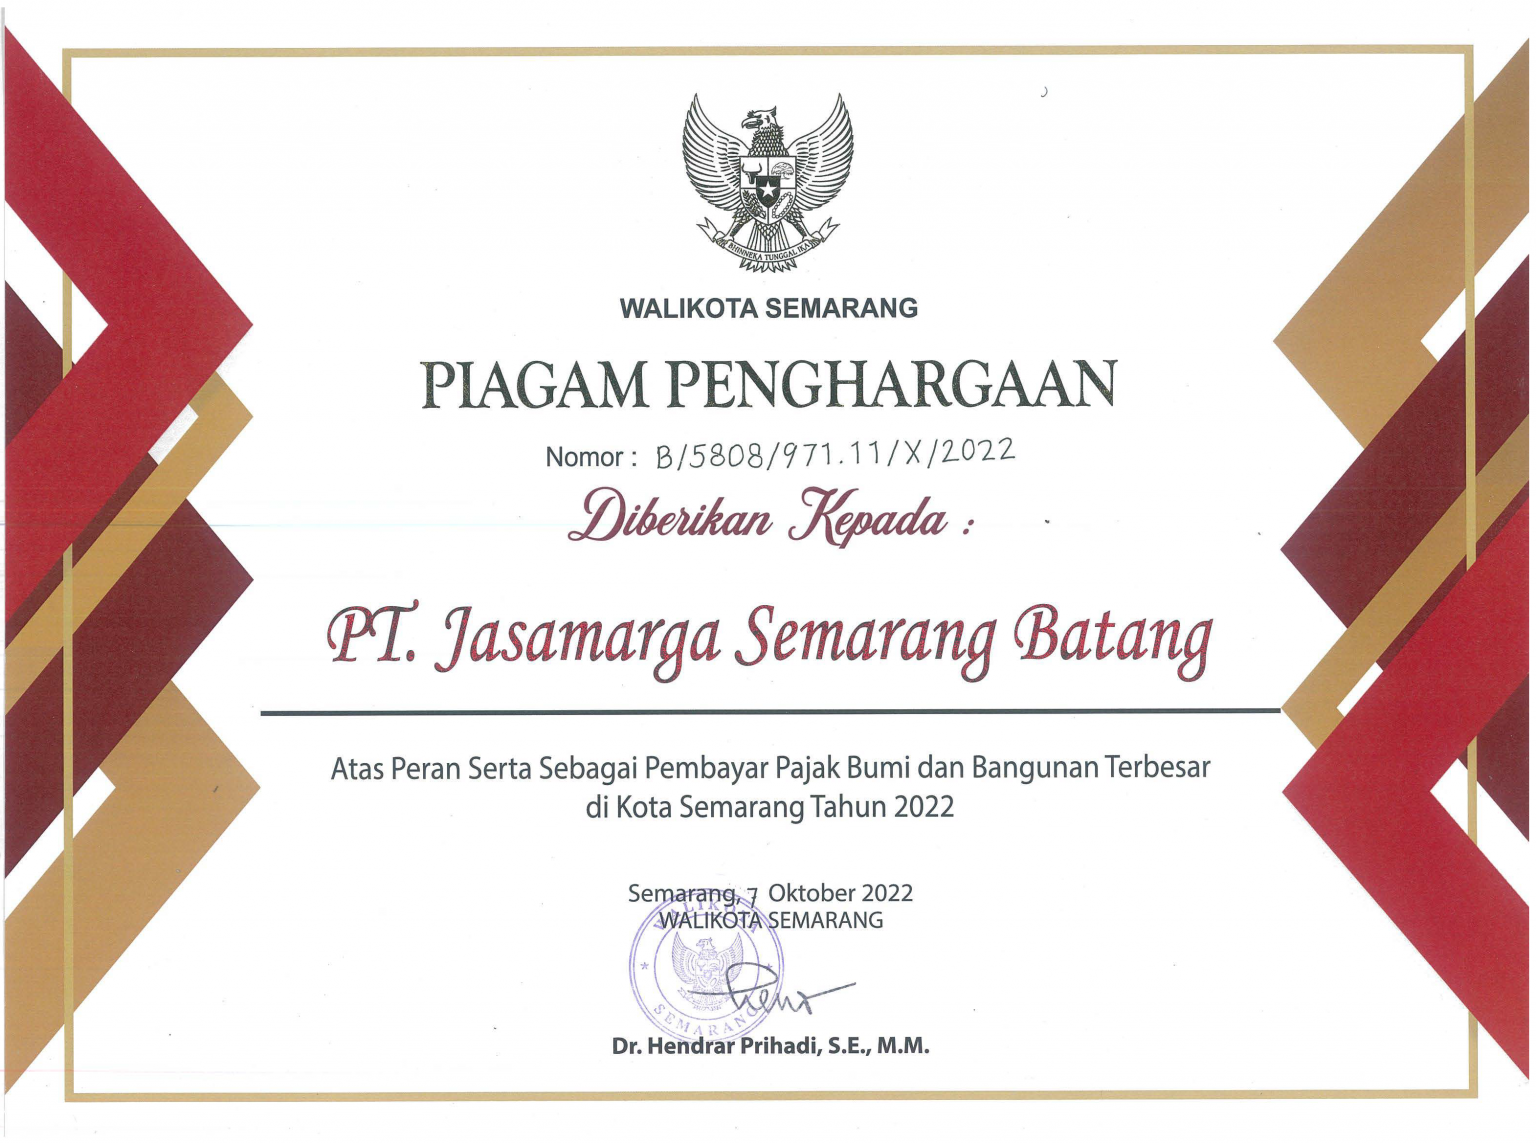 BHINNEKA TUNGGAL IKA
WALIKOTA SEMARANG
PIAGAM PENGHARGAAN
Nomor : B/5808/971.11/X/2022
Diberikan Kepada :
PT. Jasamarga Semarang Batang
Atas Peran Serta Sebagai Pembayar Pajak Bumi dan Bangunan Terbesar
di Kota Semarang Tahun 2022
Semarang, 7 Oktober 2022
WALIKOTA SEMARANG
WALIKOTA
SEMARANG
Dr. Hendrar Prihadi, S.E., M.M.